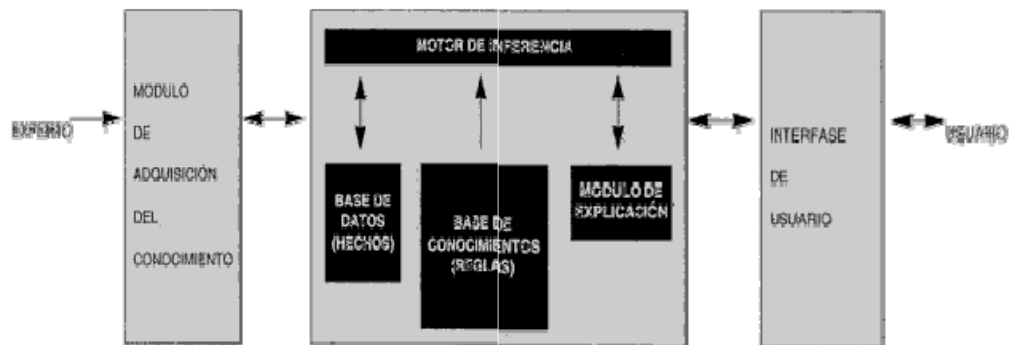 MOTOR DE INFERENCIA
EXPERTO
MODULO
DE
ADQUISICIÓN
DEL
CONOCIMIENTO
BASE DE
DATOS
(HECHOS)
BASE DE
CONOCIMIENTOS
(REGLAS)
MODULO DE
EXPLICACIÓN
INTERFASE
DE
USUARIO
USUARIO